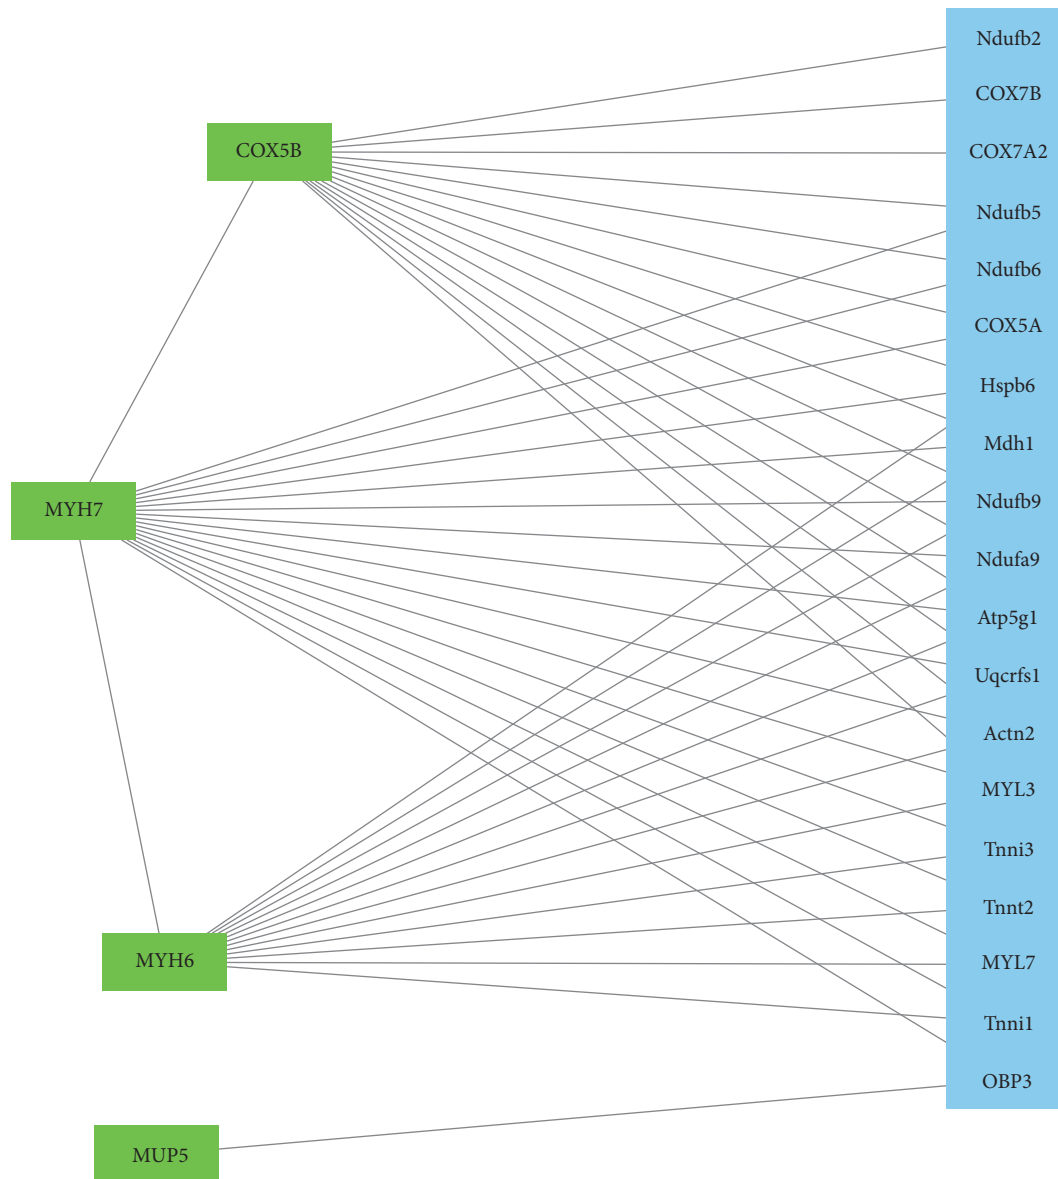 COX5B
MYH7
MYH6
MUP5
Ndufb2
COX7B
COX7A2
Ndufb5
Ndufb6
COX5A
Hspb6
Mdh1
Ndufb9
Ndufa9
Atp5g1
Uqcrfs1
Actn2
MYL3
Tnni3
Tnnt2
MYL7
Tnni1
OBP3